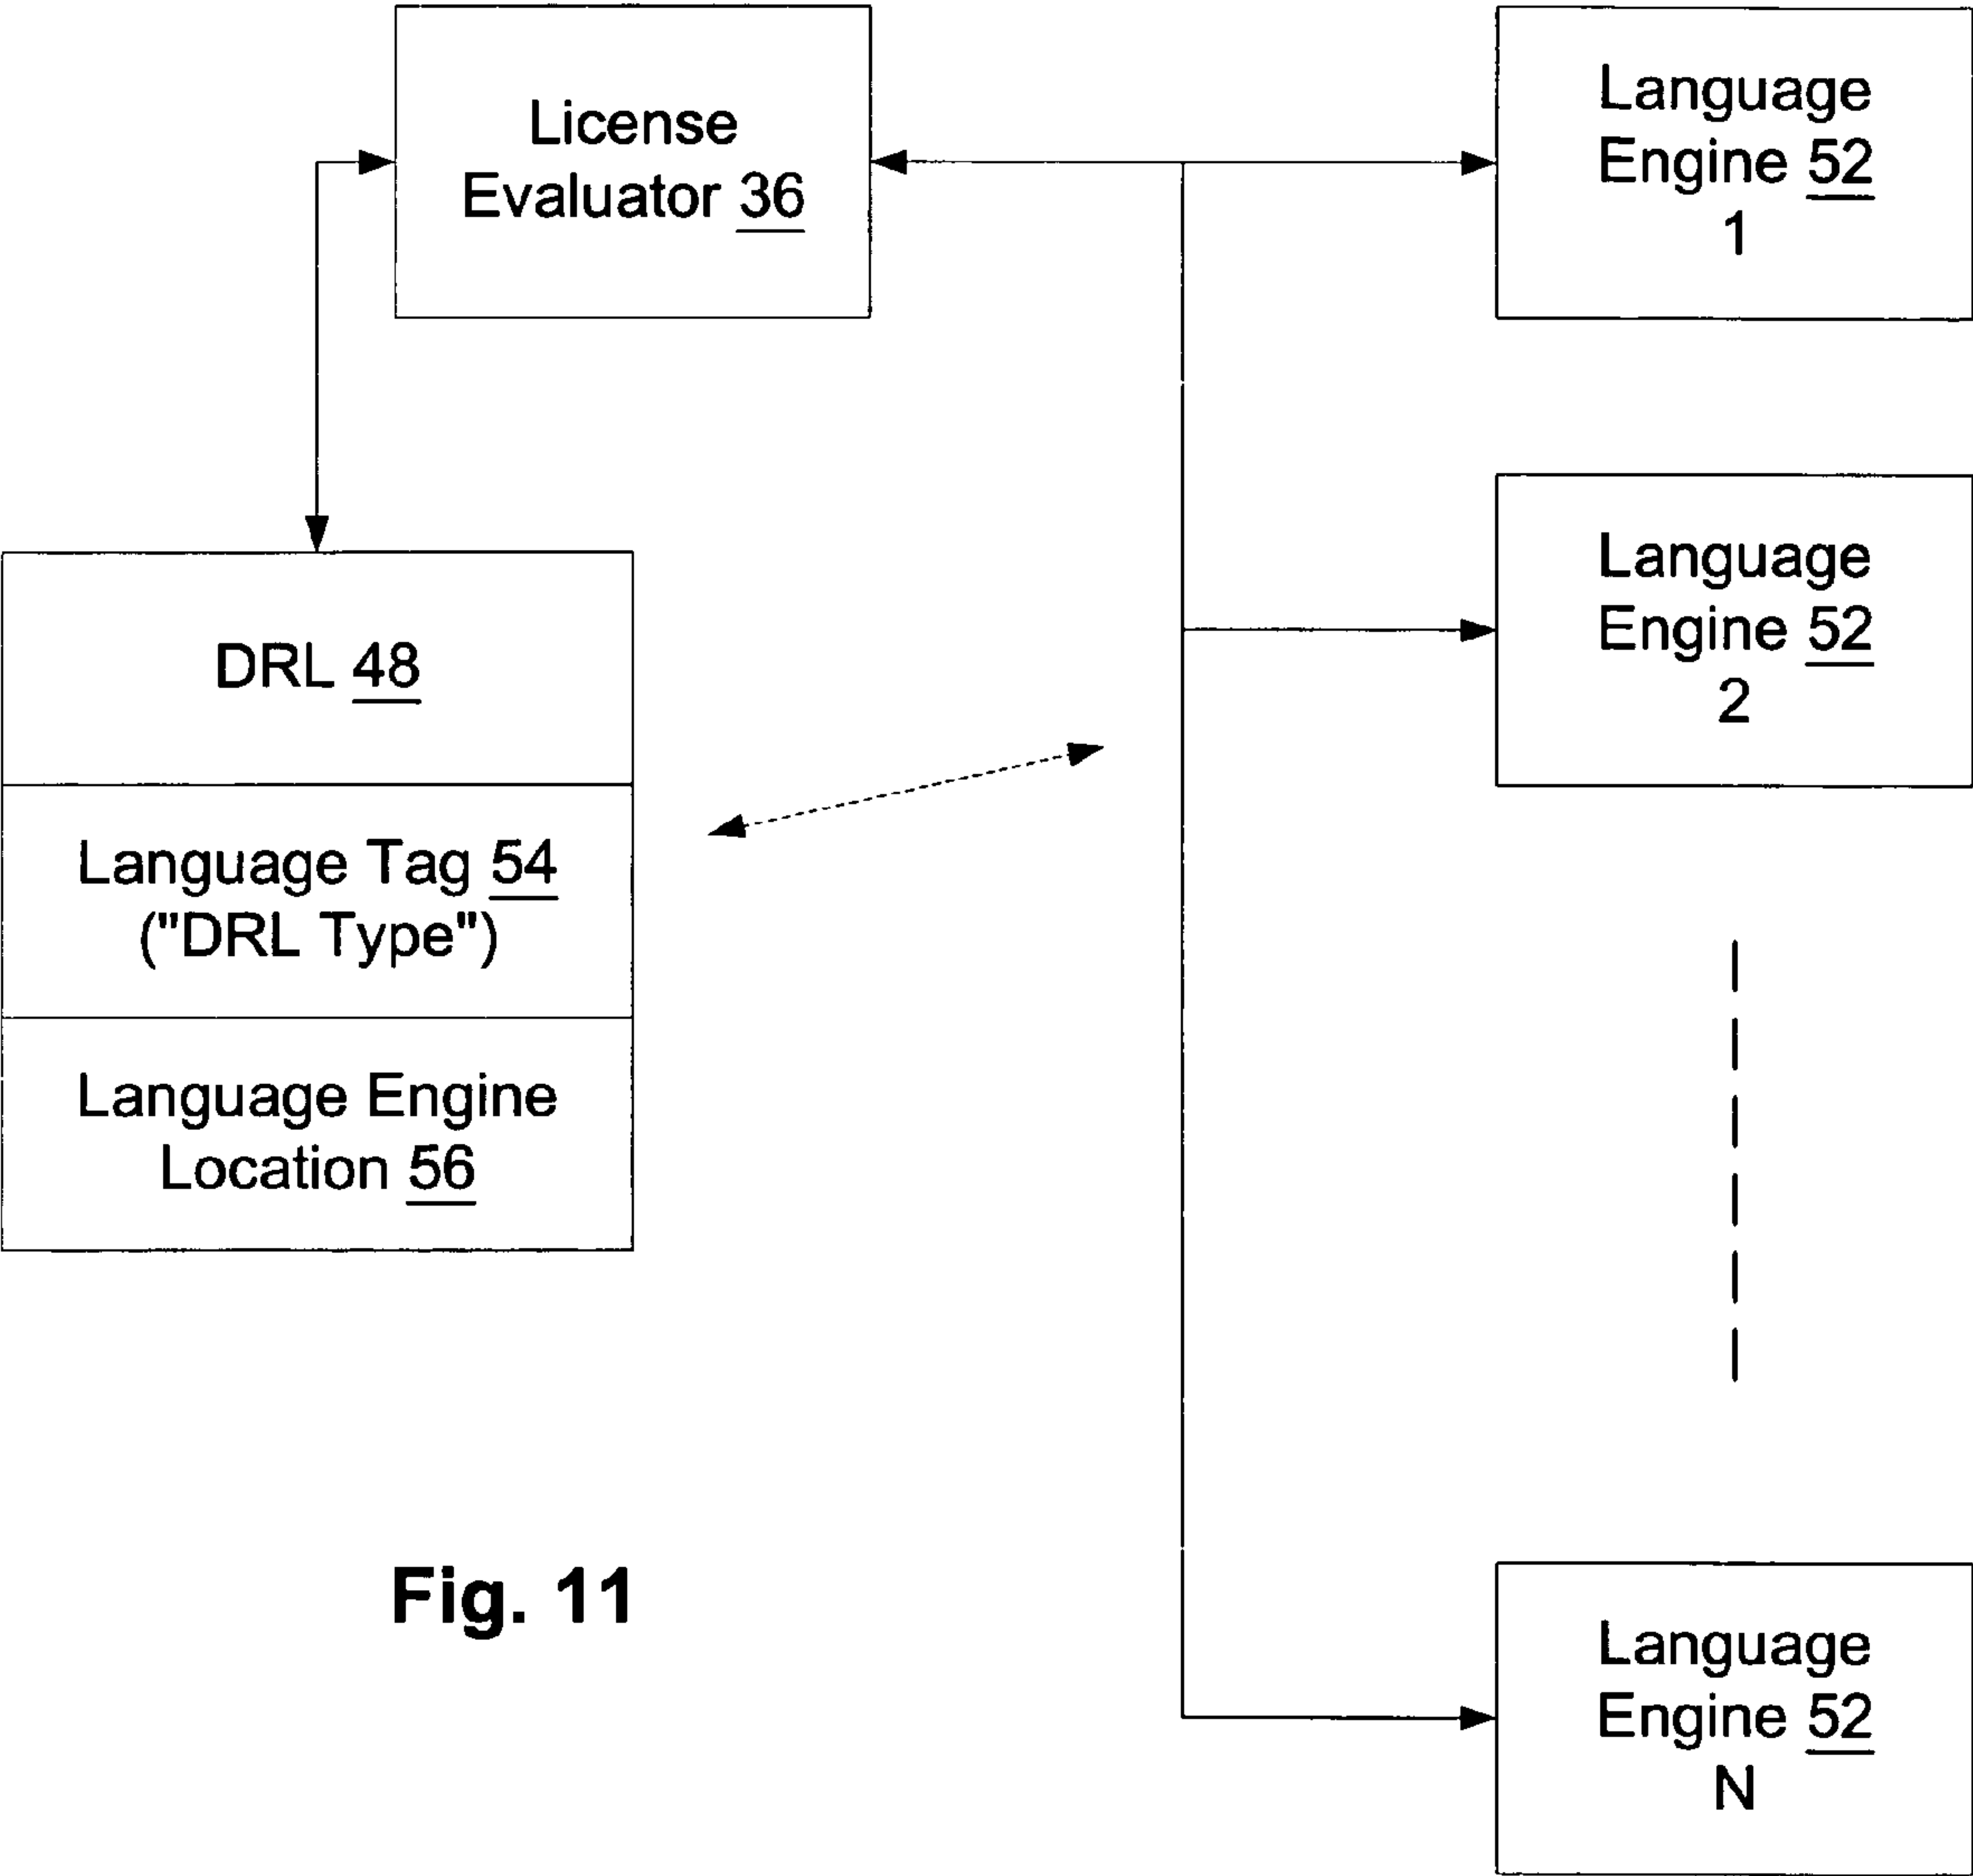 License
Evaluator 36
Language
Engine 52
1
DRL 48
Language Tag 54
("DRL Type")
Language Engine
Location 56
Language
Engine 52
2
Language
Engine 52
N
Fig. 11